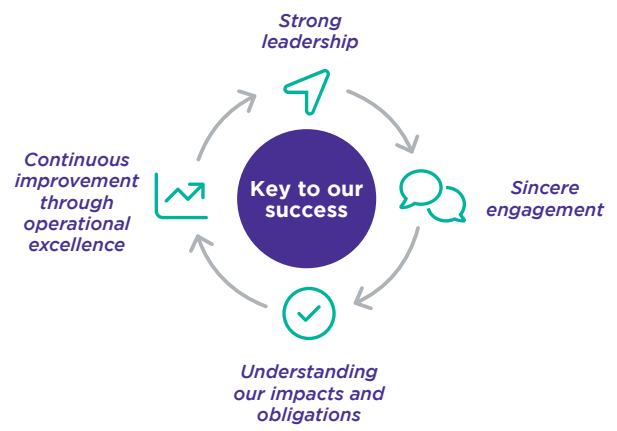 Strong
leadership
Key to our
success
Sincere
engagement
Understanding
our impacts and
obligations
Continuous
improvement
through
operational
excellence